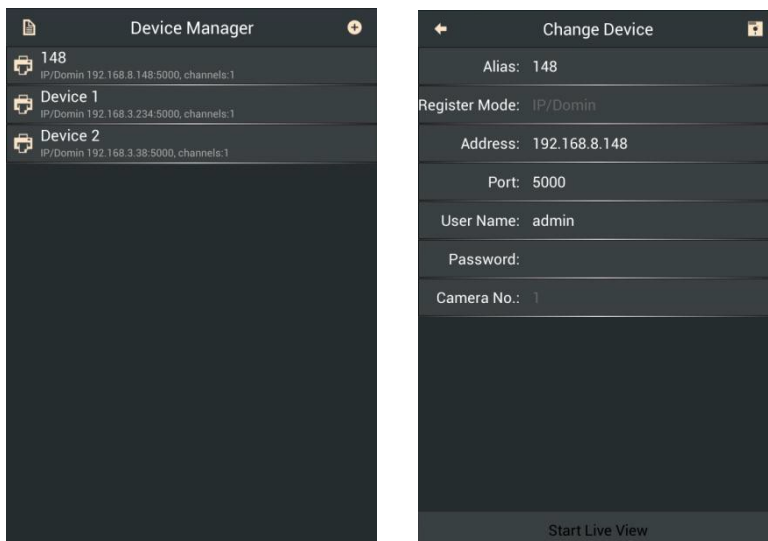 Device Manager
148
IP/Domin 192.168.8.148:5000, channels:1
Device 1
IP/Domin 192.168.3.234:5000, channels:1
Device 2
IP/Domin 192.168.3.38:5000, channels:1
Change Device
Alias: 148
Register Mode: IP/Domin
Address: 192.168.8.148
Port: 5000
User Name: admin
Password:
Camera No.: 1
Start Live View